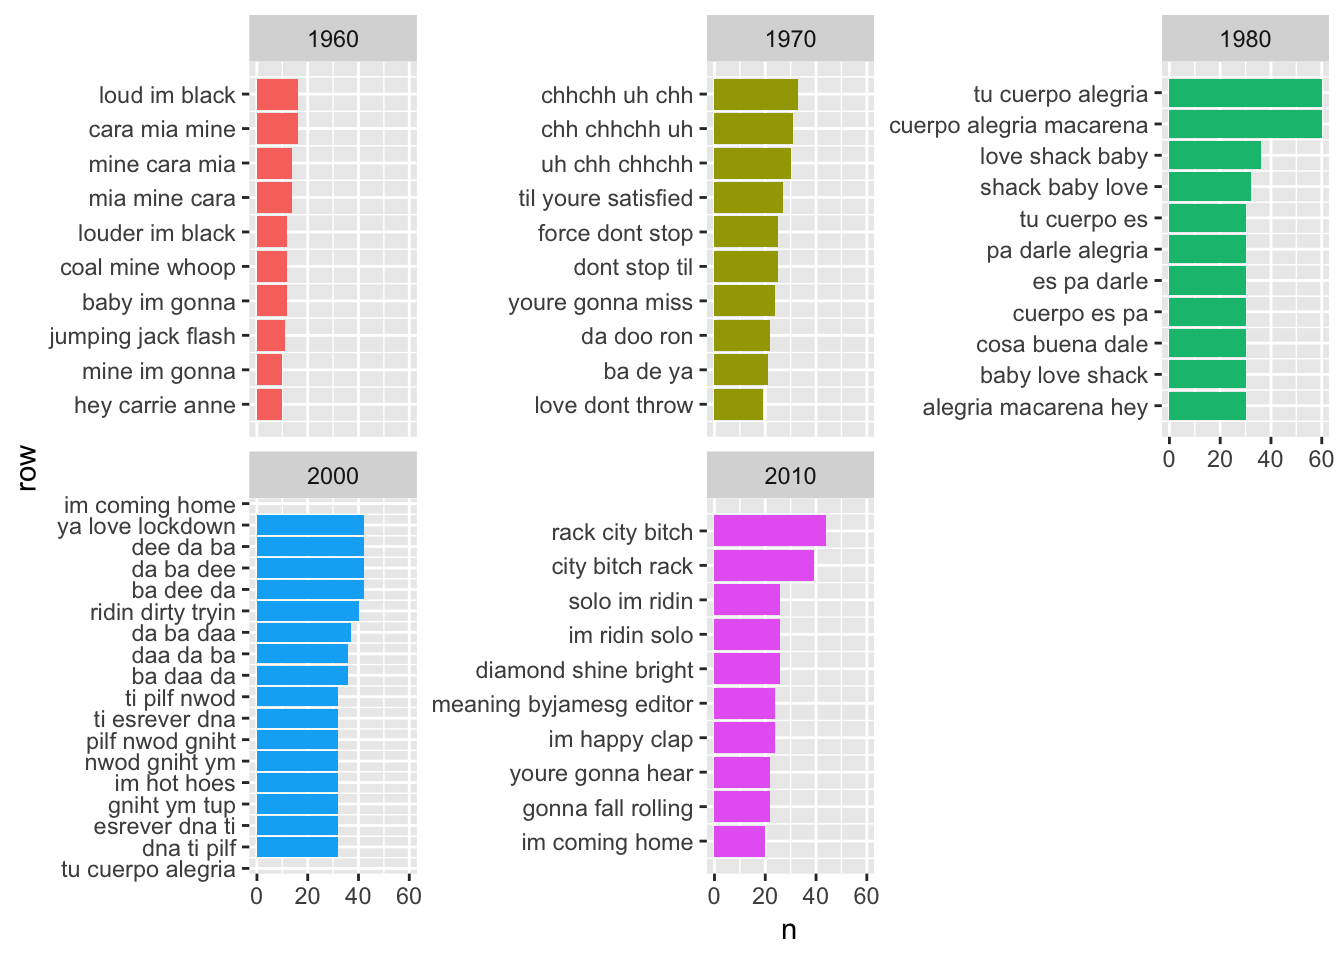 1960
loud im black
cara mia mine
mine cara mia
mia mine cara
louder im black
coal mine whoop
baby im gonna
jumping jack flash
mine im gonna
hey carrie anne
1970
chhchh uh chh
chh chhchh uh
uh chh chhchh
til youre satisfied
force dont stop
dont stop til
youre gonna miss
da doo ron
ba de ya
love dont throw
1980
tu cuerpo alegria
cuerpo alegria macarena
love shack baby
shack baby love
tu cuerpo es
pa darle alegria
es pa darle
cuerpo es pa
cosa buena dale
baby love shack
alegria macarena hey
0 20 40 60
row
2000
im coming home
ya love lockdown
dee da ba
da ba dee
ba dee da
ridin dirty tryin
da ba daa
daa da ba
ba daa da
ti pilf nwod
ti esrever dna
pilf nwod gniht
nwod gniht ym
im hot hoes
gniht ym tup
esrever dna ti
dna ti pilf
tu cuerpo alegria
0 20 40 60
2010
rack city bitch
city bitch rack
solo im ridin
im ridin solo
diamond shine bright
meaning byjamesg editor
im happy clap
youre gonna hear
gonna fall rolling
im coming home
0 20 40 60
n